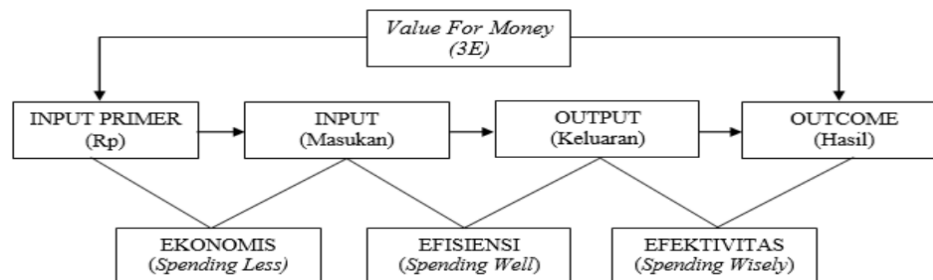 Value For Money
(3E)
INPUT PRIMER
(Rp)
INPUT
(Masukan)
OUTPUT
(Keluaran)
OUTCOME
(Hasil)
EKONOMIS
(Spending Less)
EFISIENSI
(Spending Well)
EFEKTIVITAS
(Spending Wisely)